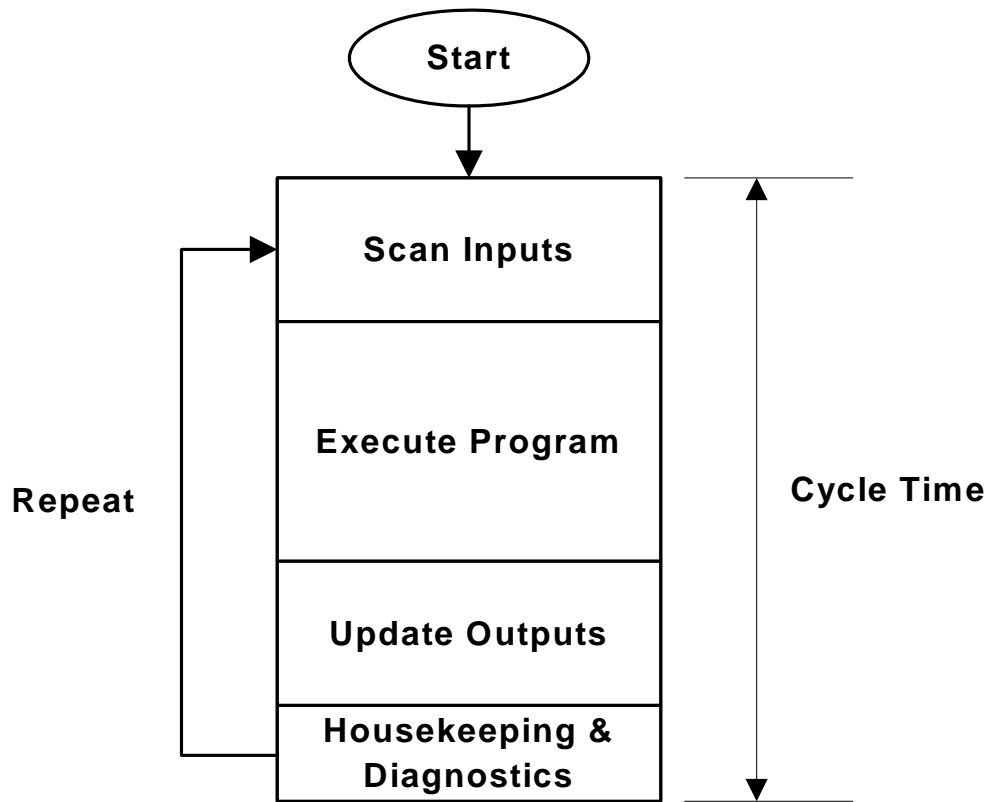 Start
Scan Inputs
Execute Program
Repeat
Cycle Time
Update Outputs
Housekeeping &
Diagnostics